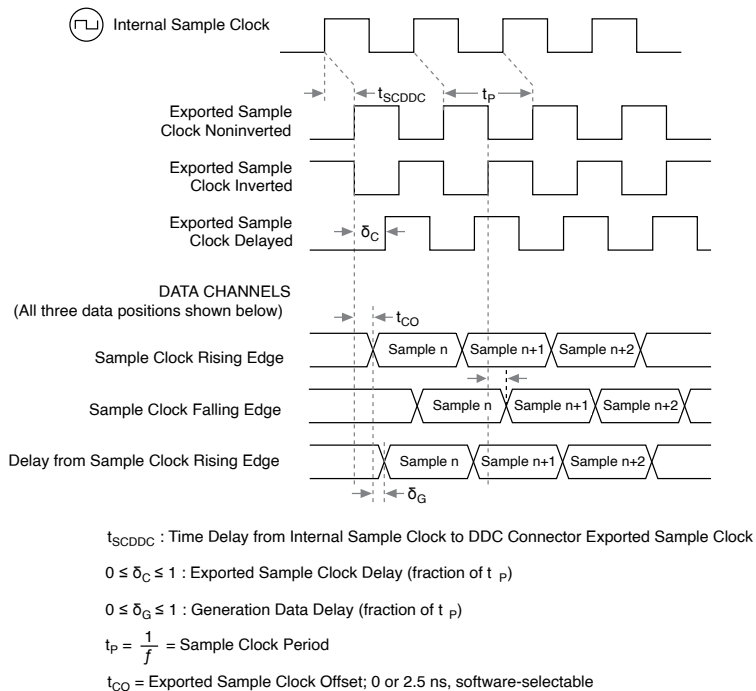 Internal Sample Clock
tSCDDC
tP
Exported Sample
Clock Noninverted
Exported Sample
Clock Inverted
Exported Sample
Clock Delayed
δC
DATA CHANNELS
(All three data positions shown below)
tCO
Sample Clock Rising Edge
Sample n
Sample n+1
Sample n+2
Sample Clock Falling Edge
Sample n
Sample n+1
Sample n+2
Delay from Sample Clock Rising Edge
Sample n
Sample n+1
Sample n+2
δG
tSCDDC : Time Delay from Internal Sample Clock to DDC Connector Exported Sample Clock
0 ≤ δC ≤ 1 : Exported Sample Clock Delay (fraction of t P)
0 ≤ δG ≤ 1 : Generation Data Delay (fraction of t P)
tP = 1/f = Sample Clock Period
tCO = Exported Sample Clock Offset; 0 or 2.5 ns, software-selectable